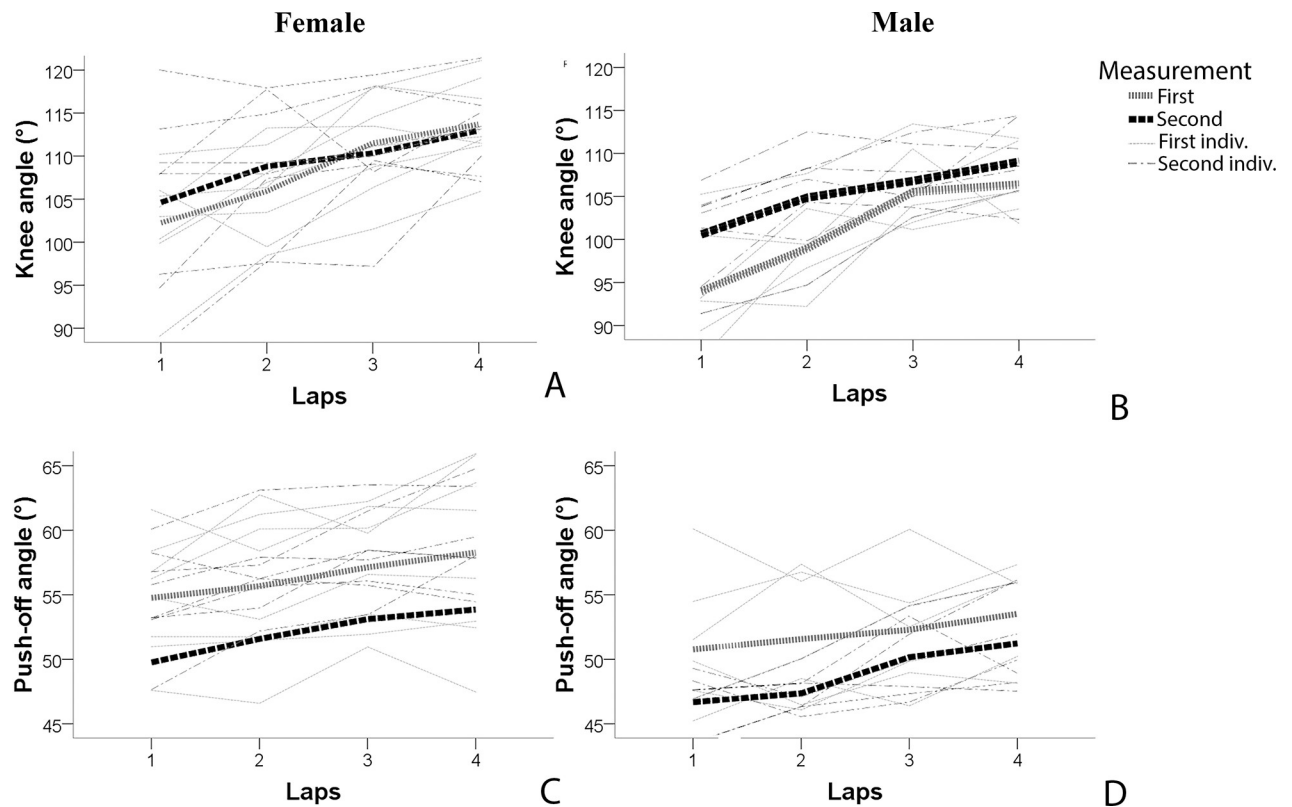 Female
Male
120
115
110
105
100
95
90
Knee angle (°)
1 2 3 4
Laps
A
F
120
115
110
105
100
95
90
Knee angle (°)
1 2 3 4
Laps
B
Measurement
First
Second
First indiv.
Second indiv.
65
60
55
50
45
Push-off angle (°)
1 2 3 4
Laps
C
65
60
55
50
45
Push-off angle (°)
1 2 3 4
Laps
D